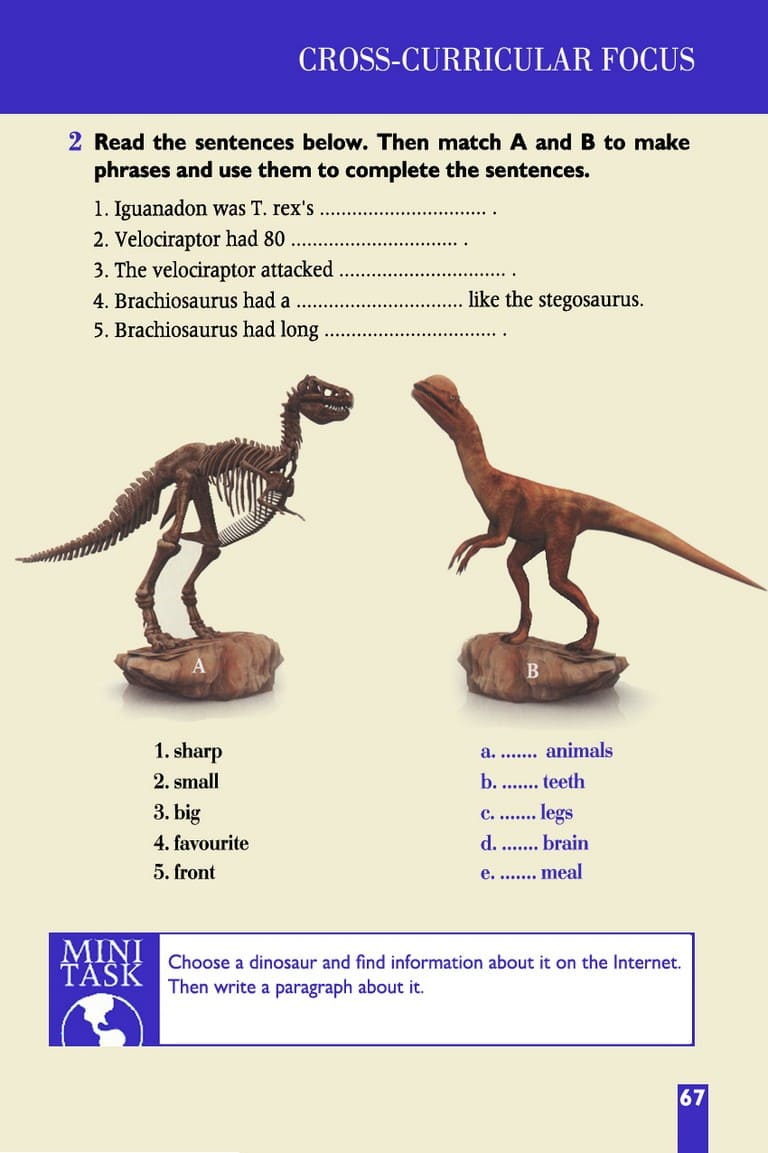 CROSS-CURRICULAR FOCUS
2 Read the sentences below. Then match A and B to make
phrases and use them to complete the sentences.
1. Iguanadon was T. rex's .............................. .
2. Velociraptor had 80 .............................. .
3. The velociraptor attacked .............................. .
4. Brachiosaurus had a .............................. like the stegosaurus.
5. Brachiosaurus had long ............................... .
A
B
1. sharp
2. small
3. big
4. favourite
5. front
a. ....... animals
b. ....... teeth
c. ....... legs
d. ....... brain
e. ....... meal
MINI
TASK
Choose a dinosaur and find information about it on the Internet.
Then write a paragraph about it.
67